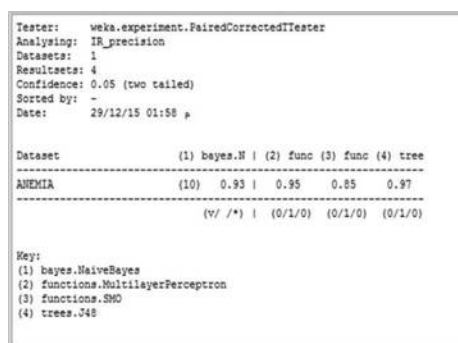 Tester: weka.experiment.PairedCorrectedTTester
Analysing: IR_precision
Datasets: 1
Resultsets: 4
Confidence: 0.05 (two tailed)
Sorted by: -
Date: 29/12/15 01:58 م
Dataset (1) bayes.N | (2) func (3) func (4) tree
--------------------------------------------------------------
ANEMIA (10) 0.93 | 0.95 0.85 0.97
--------------------------------------------------------------
(v/ /*) | (0/1/0) (0/1/0) (0/1/0)
Key:
(1) bayes.NaiveBayes
(2) functions.MultilayerPerceptron
(3) functions.SMO
(4) trees.J48